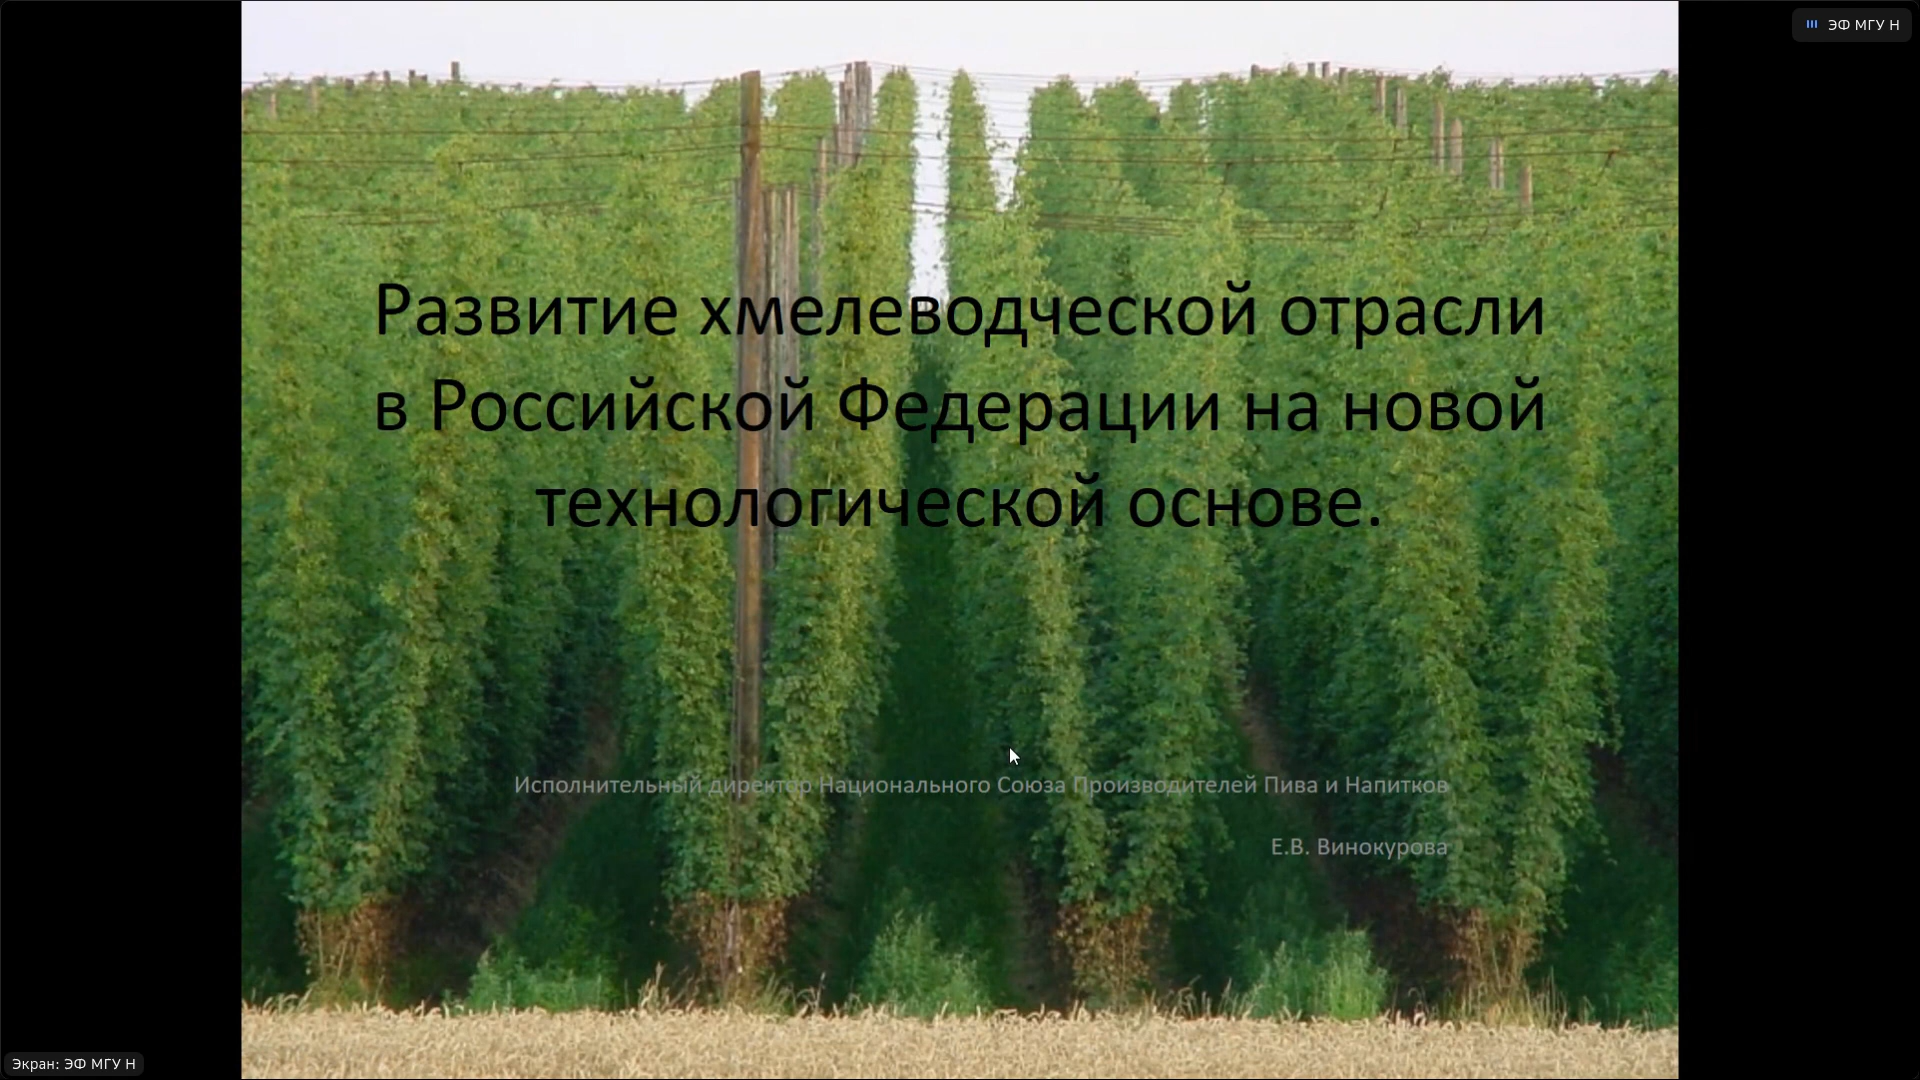 ЭФ МГУ Н
Развитие хмелеводческой отрасли
в Российской Федерации на новой
технологической основе.
Исполнительный директор Национального Союза Производителей Пива и Напитков
Е.В. Винокурова
Экран: ЭФ МГУ Н